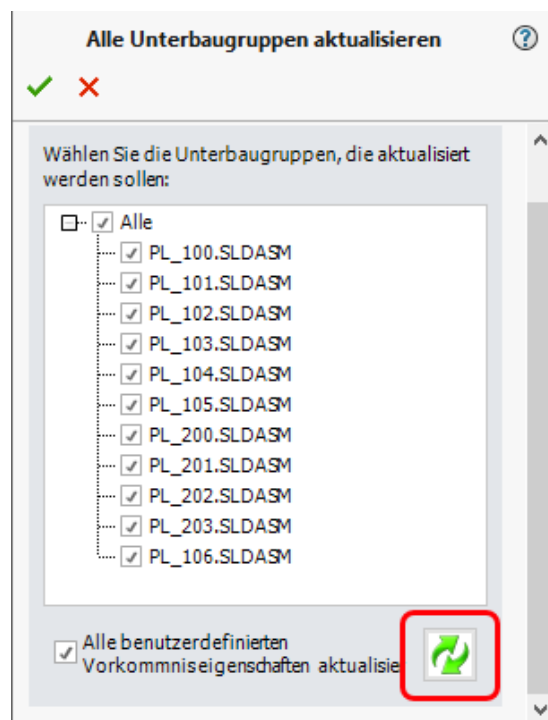 Alle Unterbaugruppen aktualisieren
Wählen Sie die Unterbaugruppen, die aktualisiert
werden sollen:
Alle
PL_100.SLDASM
PL_101.SLDASM
PL_102.SLDASM
PL_103.SLDASM
PL_104.SLDASM
PL_105.SLDASM
PL_200.SLDASM
PL_201.SLDASM
PL_202.SLDASM
PL_203.SLDASM
PL_106.SLDASM
Alle benutzerdefinierten
Vorkommniseigenschaften aktualisie